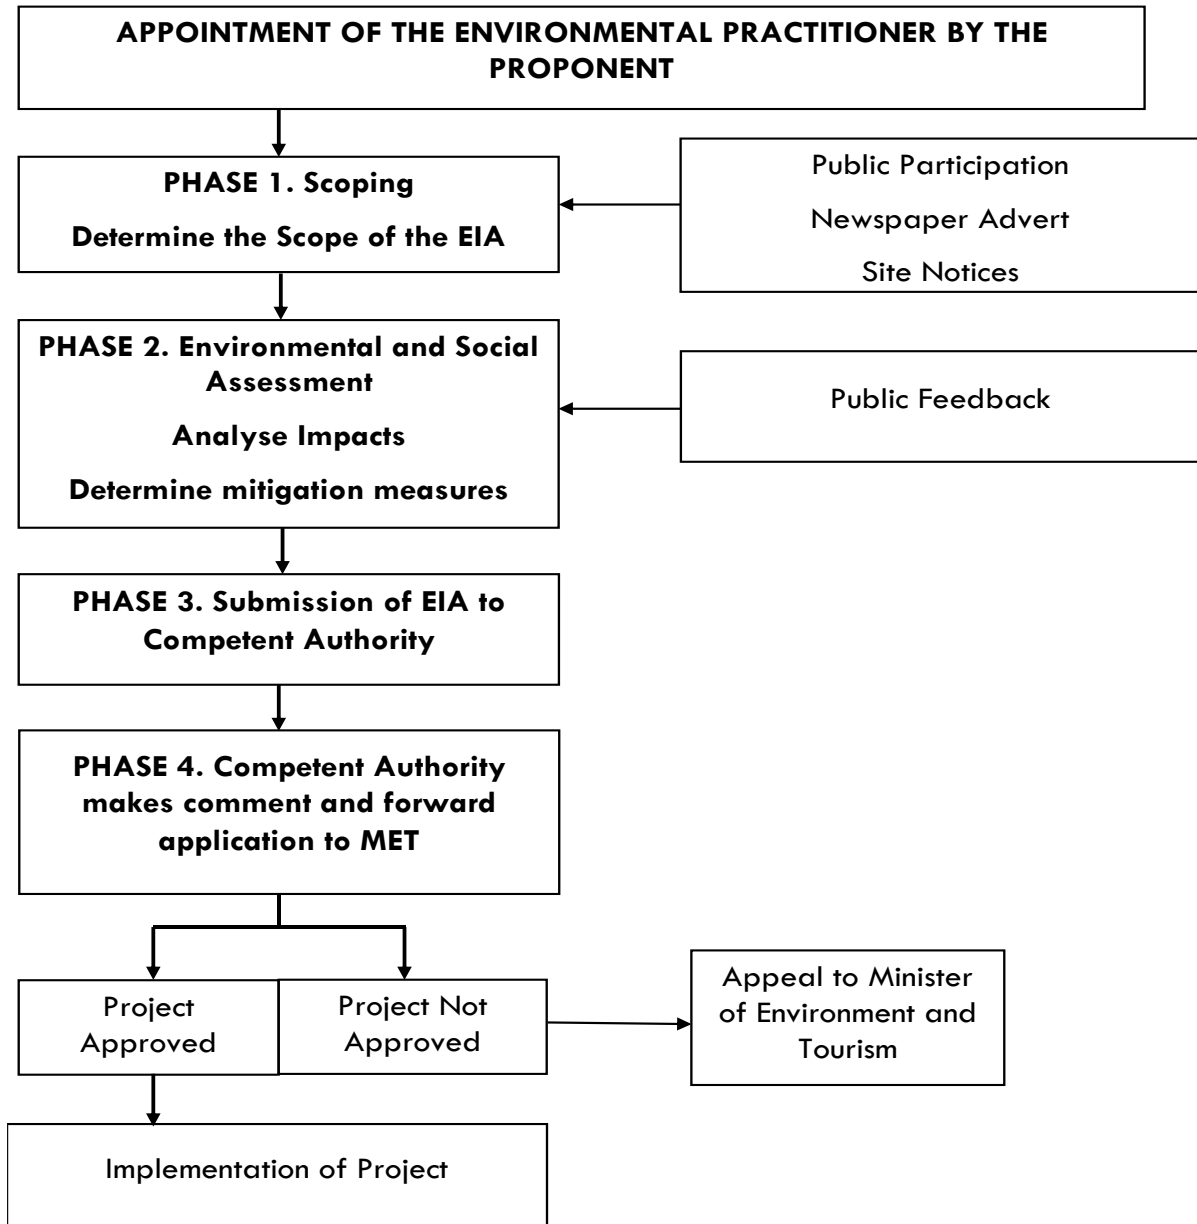 APPOINTMENT OF THE ENVIRONMENTAL PRACTITIONER BY THE
PROPONENT
PHASE 1. Scoping
Determine the Scope of the EIA
Public Participation
Newspaper Advert
Site Notices
PHASE 2. Environmental and Social
Assessment
Analyse Impacts
Determine mitigation measures
Public Feedback
PHASE 3. Submission of EIA to
Competent Authority
PHASE 4. Competent Authority
makes comment and forward
application to MET
Project
Approved
Project Not
Approved
Appeal to Minister
of Environment and
Tourism
Implementation of Project